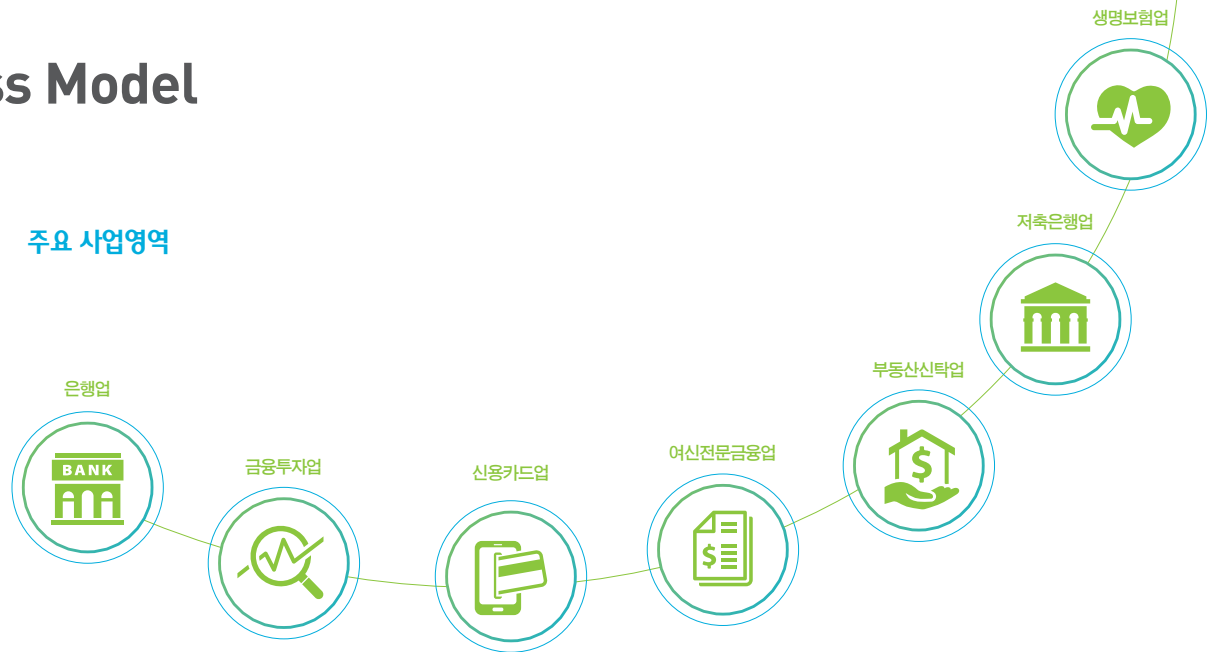 ss Model
주요 사업영역
은행업
BANK
금융투자업
신용카드업
여신전문금융업
부동산신탁업
저축은행업
생명보험업